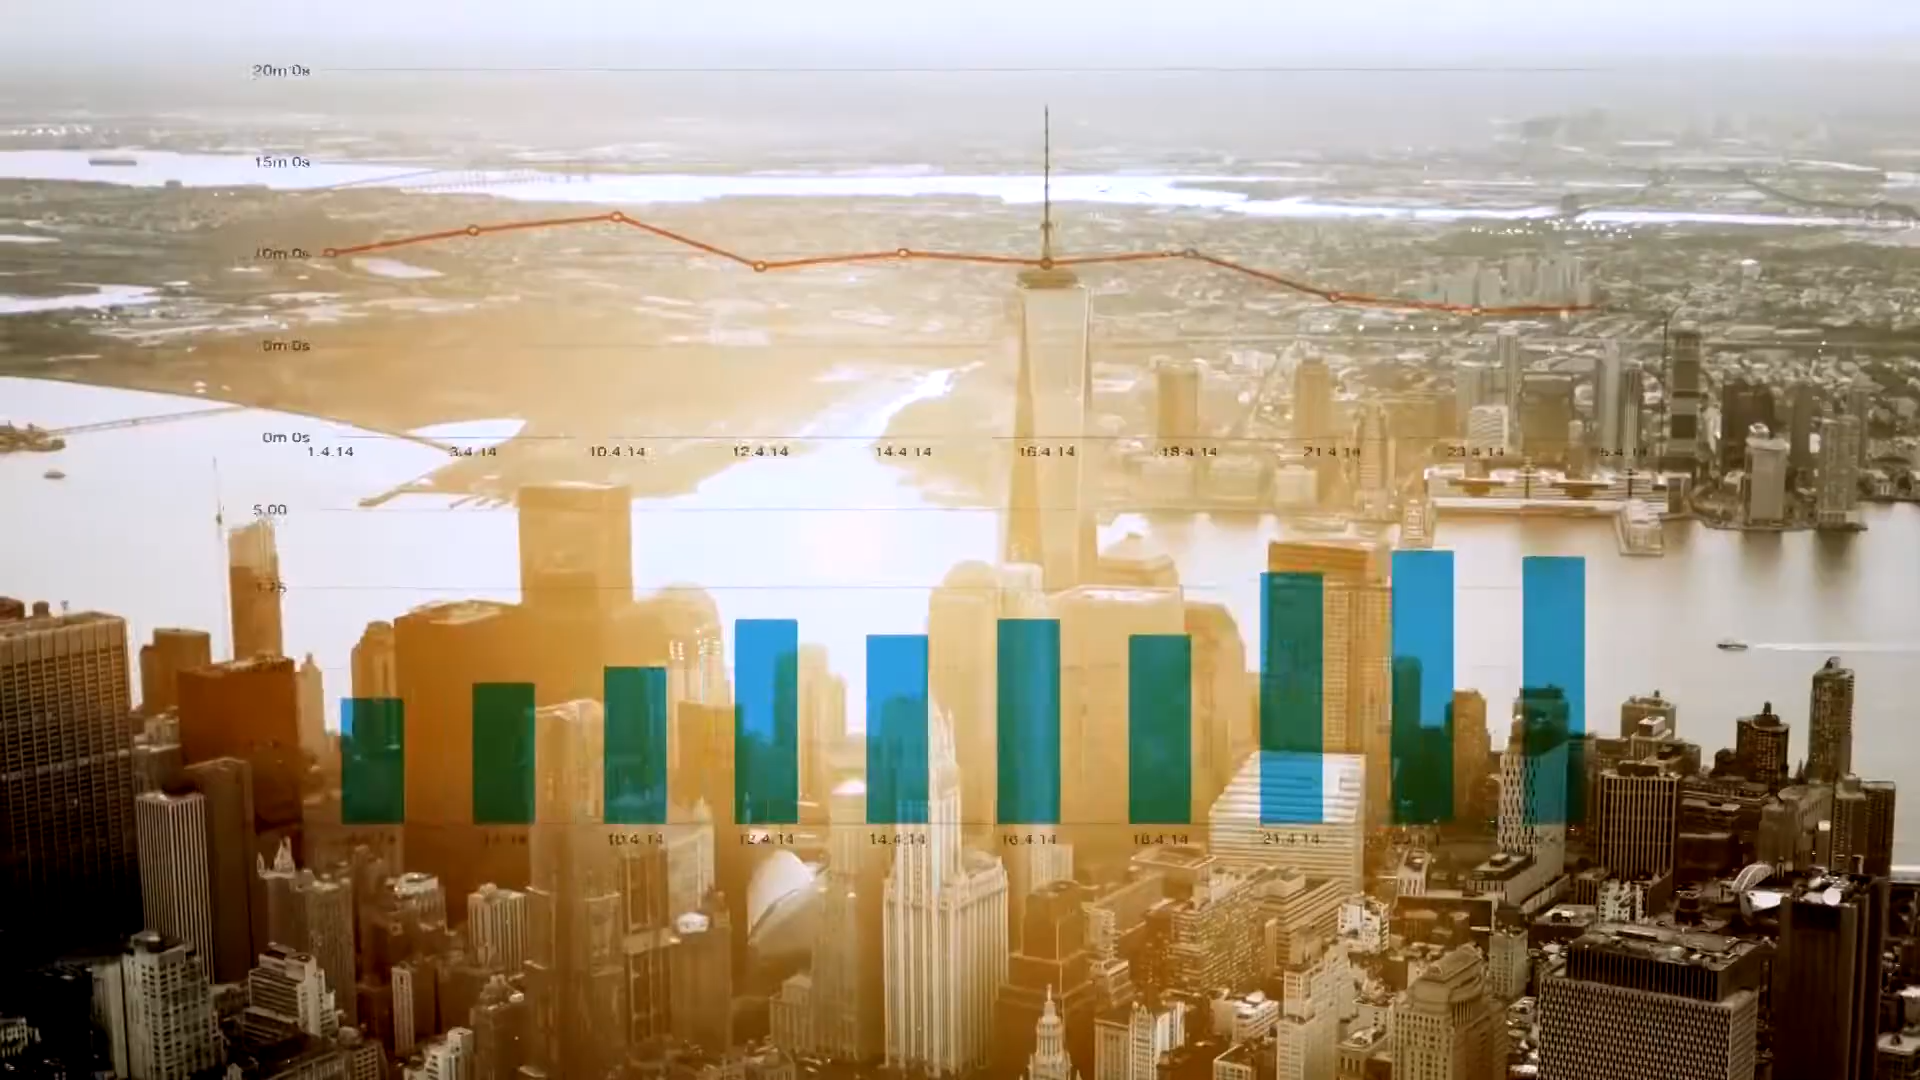 20m 0s
15m 0s
10m 0s
0m 0s
0m 0s
1.4.14 3.4.14 10.4.14 12.4.14 14.4.14 16.4.14 18.4.14 21.4.14 23.4.14
5.00
10.4.14 12.4.14 14.4.14 16.4.14 18.4.14 21.4.14